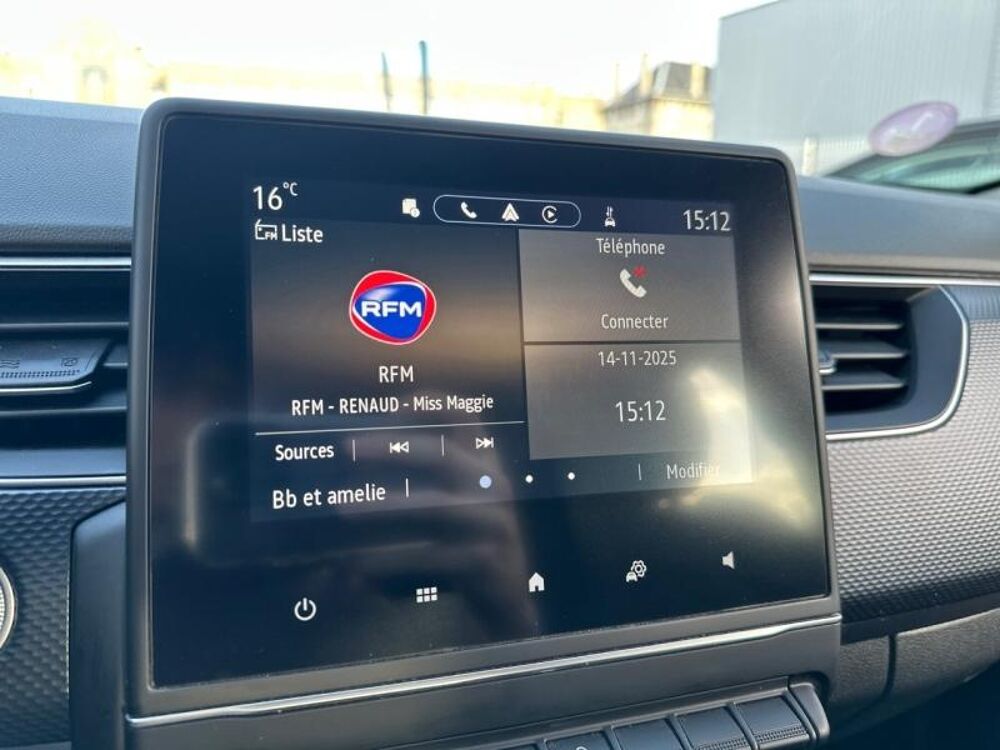 16°C
15:12
FM Liste
Téléphone
RFM
Connecter
RFM
14-11-2025
RFM - RENAUD - Miss Maggie
15:12
Sources
Modifier
Bb et amelie